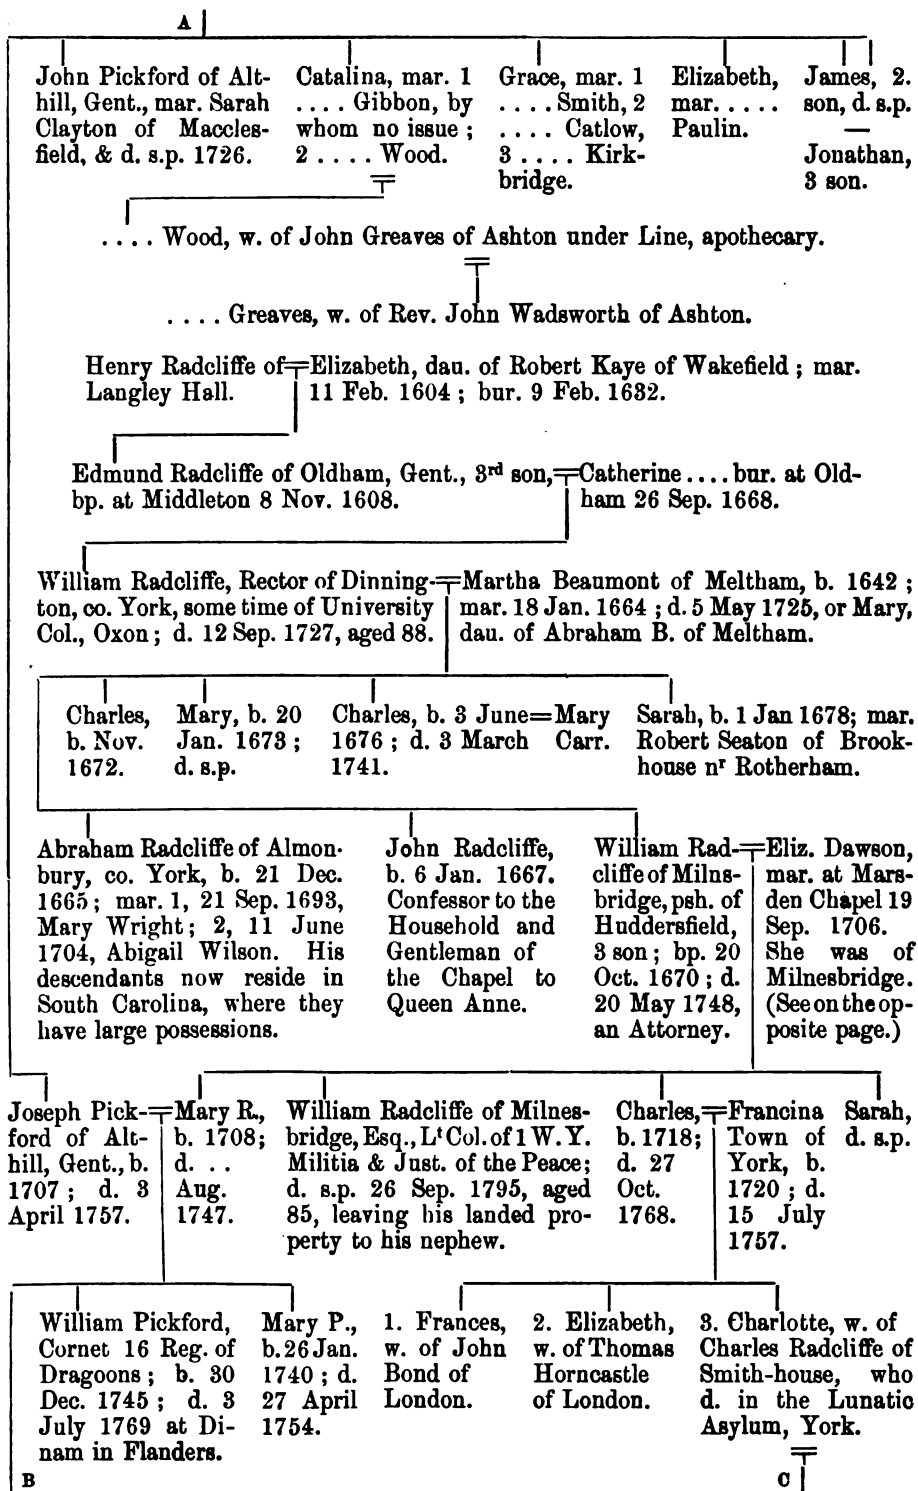 A
John Pickford of Alt-
hill, Gent., mar. Sarah
Clayton of Maccles-
field, & d. s.p. 1726.
Catalina, mar. 1
.... Gibbon, by
whom no issue ;
2 .... Wood.
Grace, mar. 1
.... Smith, 2
.... Catlow,
3 .... Kirk-
bridge.
Elizabeth,
mar. ....
Paulin.
James, 2.
son, d. s.p.
—
Jonathan,
3 son.
.... Wood, w. of John Greaves of Ashton under Line, apothecary.
.... Greaves, w. of Rev. John Wadsworth of Ashton.
Henry Radcliffe of
Langley Hall.
Elizabeth, dau. of Robert Kaye of Wakefield ; mar.
11 Feb. 1604 ; bur. 9 Feb. 1632.
Edmund Radcliffe of Oldham, Gent., 3rd son,
bp. at Middleton 8 Nov. 1608.
Catherine .... bur. at Old-
ham 26 Sep. 1668.
William Radcliffe, Rector of Dinning-
ton, co. York, some time of University
Col., Oxon ; d. 12 Sep. 1727, aged 88.
Martha Beaumont of Meltham, b. 1642 ;
mar. 18 Jan. 1664 ; d. 5 May 1725, or Mary,
dau. of Abraham B. of Meltham.
Charles,
b. Nov.
1672.
Mary, b. 20
Jan. 1673 ;
d. s.p.
Charles, b. 3 June
1676 ; d. 3 March
1741.
Mary
Carr.
Sarah, b. 1 Jan 1678; mar.
Robert Seaton of Brook-
house nr Rotherham.
Abraham Radcliffe of Almon-
bury, co. York, b. 21 Dec.
1665 ; mar. 1, 21 Sep. 1693,
Mary Wright ; 2, 11 June
1704, Abigail Wilson. His
descendants now reside in
South Carolina, where they
have large possessions.
John Radcliffe,
b. 6 Jan. 1667.
Confessor to the
Household and
Gentleman of
the Chapel to
Queen Anne.
William Rad-
cliffe of Milns-
bridge, psh. of
Huddersfield,
3 son ; bp. 20
Oct. 1670 ; d.
20 May 1748,
an Attorney.
Eliz. Dawson,
mar. at Mars-
den Chapel 19
Sep. 1706.
She was of
Milnesbridge.
(See on the op-
posite page.)
Joseph Pick-
ford of Alt-
hill, Gent., b.
1707 ; d. 3
April 1757.
Mary R.,
b. 1708;
d. ..
Aug.
1747.
William Radcliffe of Milnes-
bridge, Esq., Lt Col. of 1 W. Y.
Militia & Just. of the Peace;
d. s.p. 26 Sep. 1795, aged
85, leaving his landed pro-
perty to his nephew.
Charles,
b. 1718;
d. 27
Oct.
1768.
Francina
Town of
York, b.
1720 ; d.
15 July
1757.
Sarah,
d. s.p.
William Pickford,
Cornet 16 Reg. of
Dragoons ; b. 30
Dec. 1745 ; d. 3
July 1769 at Di-
nam in Flanders.
Mary P.,
b. 26 Jan.
1740 ; d.
27 April
1754.
1. Frances,
w. of John
Bond of
London.
2. Elizabeth,
w. of Thomas
Horncastle
of London.
3. Charlotte, w. of
Charles Radcliffe of
Smith-house, who
d. in the Lunatic
Asylum, York.
B
C